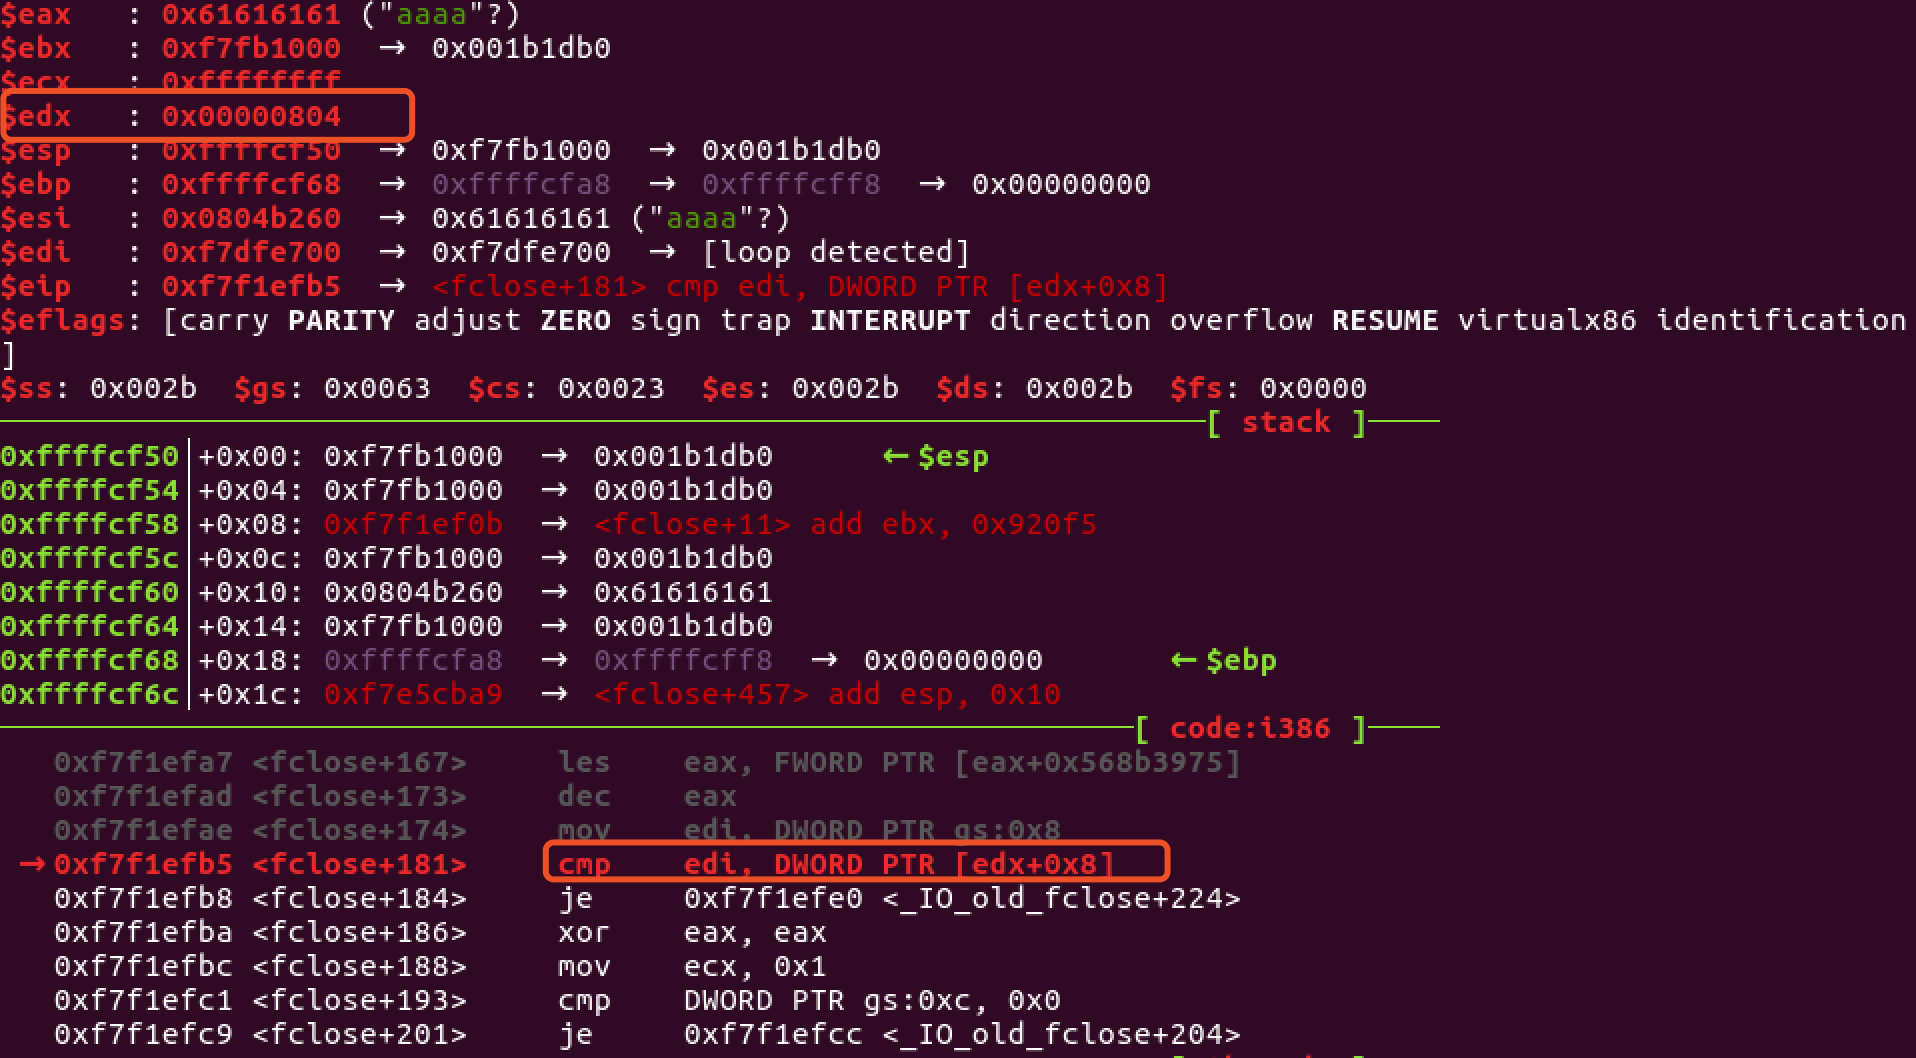 $eax   : 0x61616161 ("aaaa"?)
$ebx   : 0xf7fb1000  →  0x001b1db0
$ecx   : 0xffffffff
$edx   : 0x00000804
$esp   : 0xffffcf50  →  0xf7fb1000  →  0x001b1db0
$ebp   : 0xffffcf68  →  0xffffcfa8  →  0xffffcff8  →  0x00000000
$esi   : 0x0804b260  →  0x61616161 ("aaaa"?)
$edi   : 0xf7dfe700  →  0xf7dfe700  →  [loop detected]
$eip   : 0xf7f1efb5  →  <fclose+181> cmp edi, DWORD PTR [edx+0x8]
$eflags: [carry PARITY adjust ZERO sign trap INTERRUPT direction overflow RESUME virtualx86 identification
]
$ss: 0x002b  $gs: 0x0063  $cs: 0x0023  $es: 0x002b  $ds: 0x002b  $fs: 0x0000
[ stack ]
0xffffcf50│+0x00: 0xf7fb1000  →  0x001b1db0      ←$esp
0xffffcf54│+0x04: 0xf7fb1000  →  0x001b1db0
0xffffcf58│+0x08: 0xf7f1ef0b  →  <fclose+11> add ebx, 0x920f5
0xffffcf5c│+0x0c: 0xf7fb1000  →  0x001b1db0
0xffffcf60│+0x10: 0x0804b260  →  0x61616161
0xffffcf64│+0x14: 0xf7fb1000  →  0x001b1db0
0xffffcf68│+0x18: 0xffffcfa8  →  0xffffcff8  →  0x00000000       ←$ebp
0xffffcf6c│+0x1c: 0xf7e5cba9  →  <fclose+457> add esp, 0x10
[ code:i386 ]
0xf7f1efa7 <fclose+167>     les    eax, FWORD PTR [eax+0x568b3975]
0xf7f1efad <fclose+173>     dec    eax
0xf7f1efae <fclose+174>     mov    edi, DWORD PTR gs:0x8
→0xf7f1efb5 <fclose+181>     cmp    edi, DWORD PTR [edx+0x8]
0xf7f1efb8 <fclose+184>     je     0xf7f1efe0 <_IO_old_fclose+224>
0xf7f1efba <fclose+186>     xor    eax, eax
0xf7f1efbc <fclose+188>     mov    ecx, 0x1
0xf7f1efc1 <fclose+193>     cmp    DWORD PTR gs:0xc, 0x0
0xf7f1efc9 <fclose+201>     je     0xf7f1efcc <_IO_old_fclose+204>